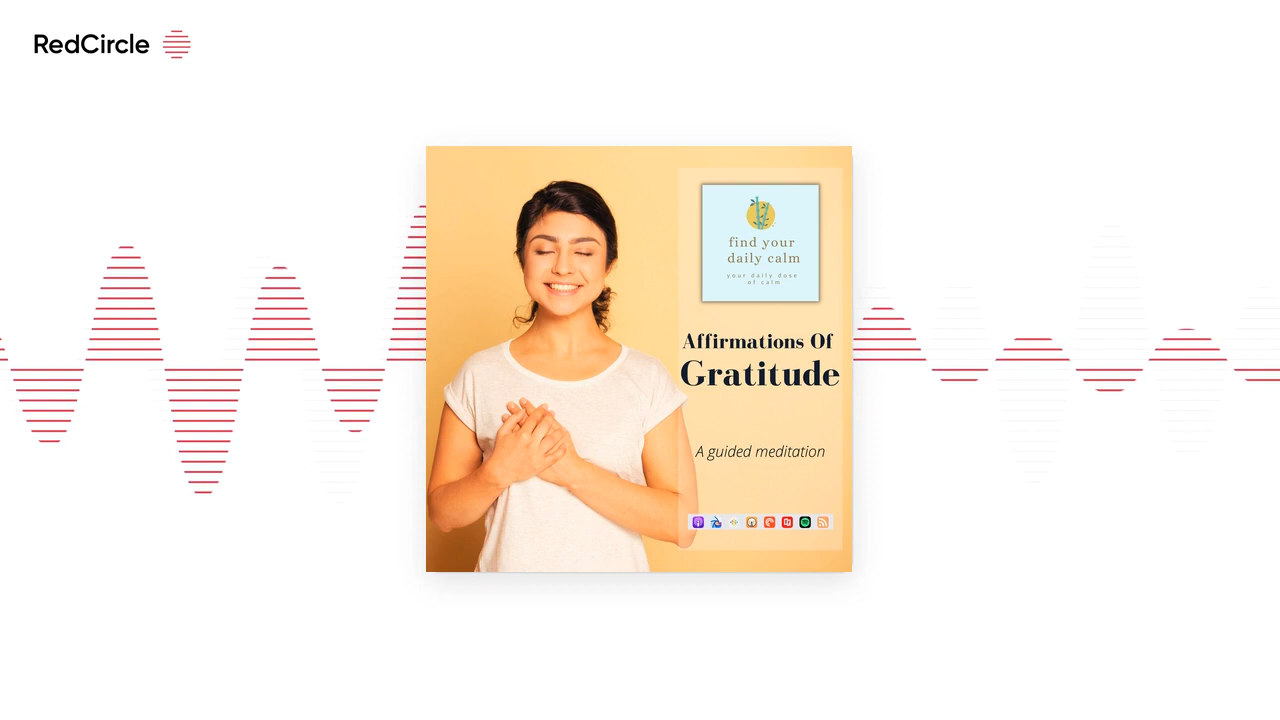 RedCircle
find your
daily calm
your daily dose
of calm
Affirmations Of
Gratitude
A guided meditation